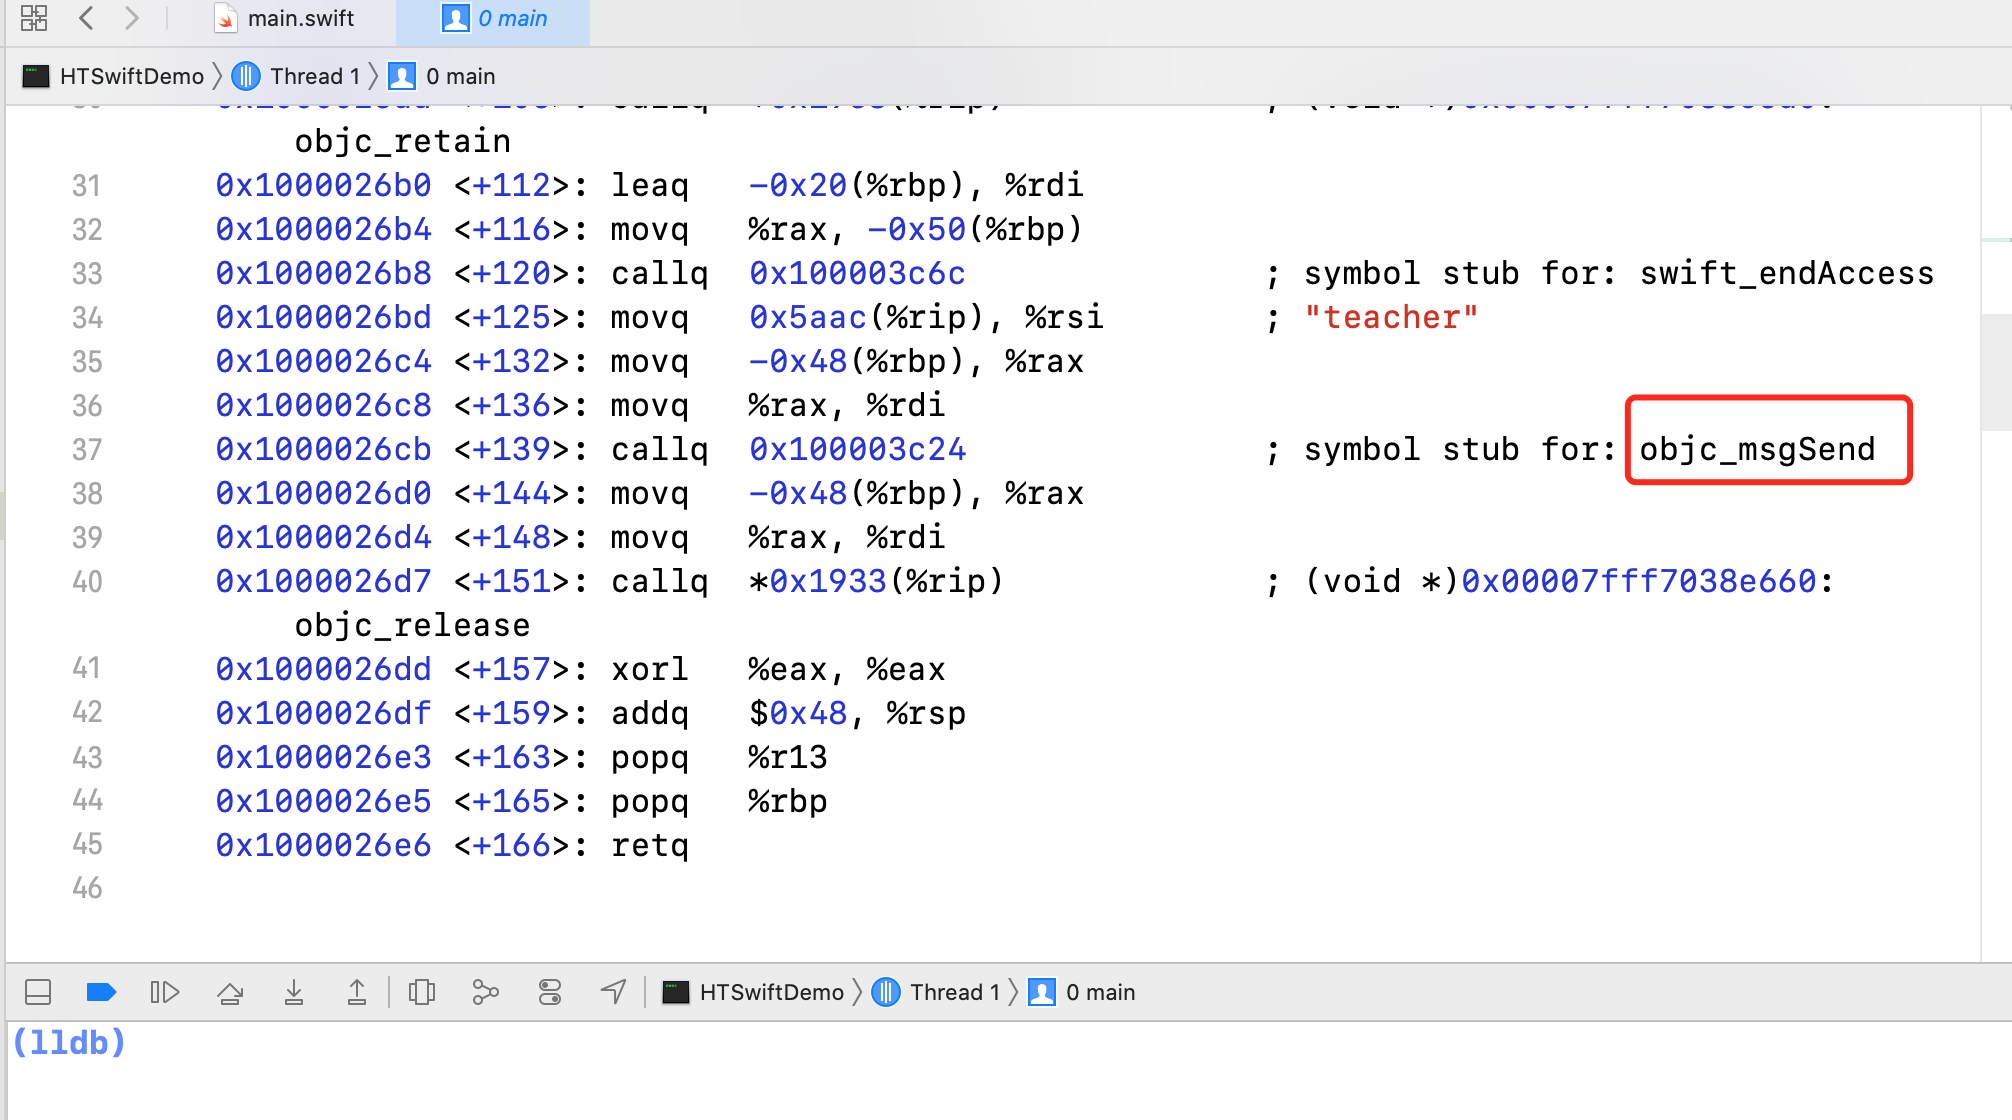 main.swift 0 main
HTSwiftDemo Thread 1 0 main
objc_retain
31 0x1000026b0 <+112>: leaq -0x20(%rbp), %rdi
32 0x1000026b4 <+116>: movq %rax, -0x50(%rbp)
33 0x1000026b8 <+120>: callq 0x100003c6c ; symbol stub for: swift_endAccess
34 0x1000026bd <+125>: movq 0x5aac(%rip), %rsi ; "teacher"
35 0x1000026c4 <+132>: movq -0x48(%rbp), %rax
36 0x1000026c8 <+136>: movq %rax, %rdi
37 0x1000026cb <+139>: callq 0x100003c24 ; symbol stub for: objc_msgSend
38 0x1000026d0 <+144>: movq -0x48(%rbp), %rax
39 0x1000026d4 <+148>: movq %rax, %rdi
40 0x1000026d7 <+151>: callq *0x1933(%rip) ; (void *)0x00007fff7038e660:
objc_release
41 0x1000026dd <+157>: xorl %eax, %eax
42 0x1000026df <+159>: addq $0x48, %rsp
43 0x1000026e3 <+163>: popq %r13
44 0x1000026e5 <+165>: popq %rbp
45 0x1000026e6 <+166>: retq
46
HTSwiftDemo Thread 1 0 main
(lldb)